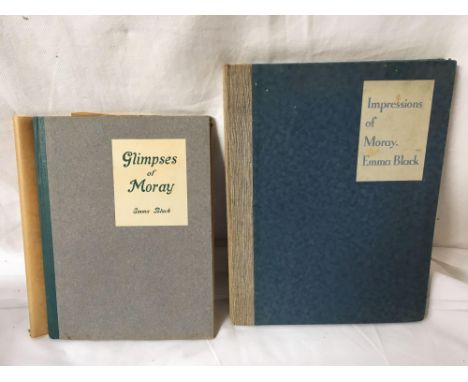 Glimpses
of
Moray
Emma Black
Impressions
of
Moray.
Emma Black